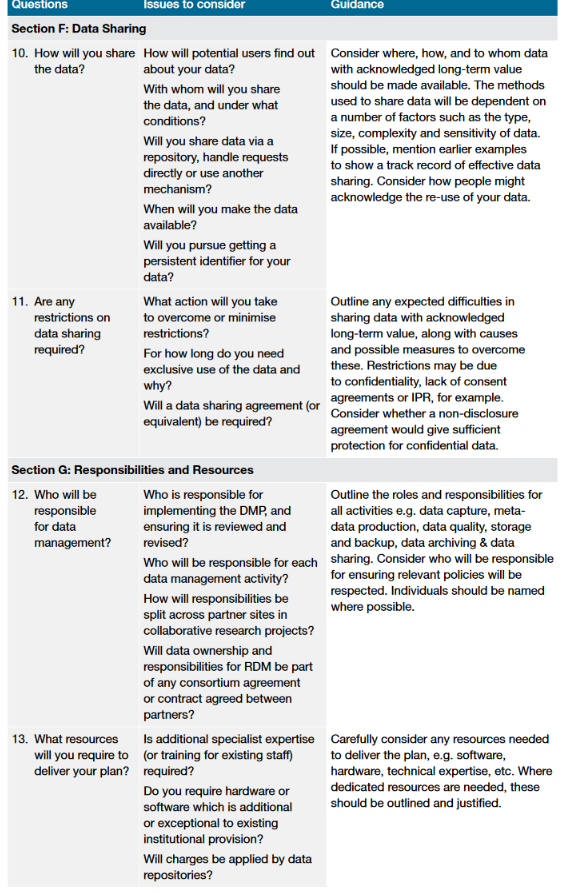 Questions
Issues to consider
Guidance
Section F: Data Sharing
10. How will you share
the data?
How will potential users find out
about your data?
With whom will you share
the data, and under what
conditions?
Will you share data via a
repository, handle requests
directly or use another
mechanism?
When will you make the data
available?
Will you pursue getting a
persistent identifier for your
data?
Consider where, how, and to whom data
with acknowledged long-term value
should be made available. The methods
used to share data will be dependent on
a number of factors such as the type,
size, complexity and sensitivity of data.
If possible, mention earlier examples
to show a track record of effective data
sharing. Consider how people might
acknowledge the re-use of your data.
11. Are any
restrictions on
data sharing
required?
What action will you take
to overcome or minimise
restrictions?
For how long do you need
exclusive use of the data and
why?
Will a data sharing agreement (or
equivalent) be required?
Outline any expected difficulties in
sharing data with acknowledged
long-term value, along with causes
and possible measures to overcome
these. Restrictions may be due
to confidentiality, lack of consent
agreements or IPR, for example.
Consider whether a non-disclosure
agreement would give sufficient
protection for confidential data.
Section G: Responsibilities and Resources
12. Who will be
responsible
for data
management?
Who is responsible for
implementing the DMP, and
ensuring it is reviewed and
revised?
Who will be responsible for each
data management activity?
How will responsibilities be
split across partner sites in
collaborative research projects?
Will data ownership and
responsibilities for RDM be part
of any consortium agreement
or contract agreed between
partners?
Outline the roles and responsibilities for
all activities e.g. data capture, meta-
data production, data quality, storage
and backup, data archiving & data
sharing. Consider who will be responsible
for ensuring relevant policies will be
respected. Individuals should be named
where possible.
13. What resources
will you require to
deliver your plan?
Is additional specialist expertise
(or training for existing staff)
required?
Do you require hardware or
software which is additional
or exceptional to existing
institutional provision?
Will charges be applied by data
repositories?
Carefully consider any resources needed
to deliver the plan, e.g. software,
hardware, technical expertise, etc. Where
dedicated resources are needed, these
should be outlined and justified.